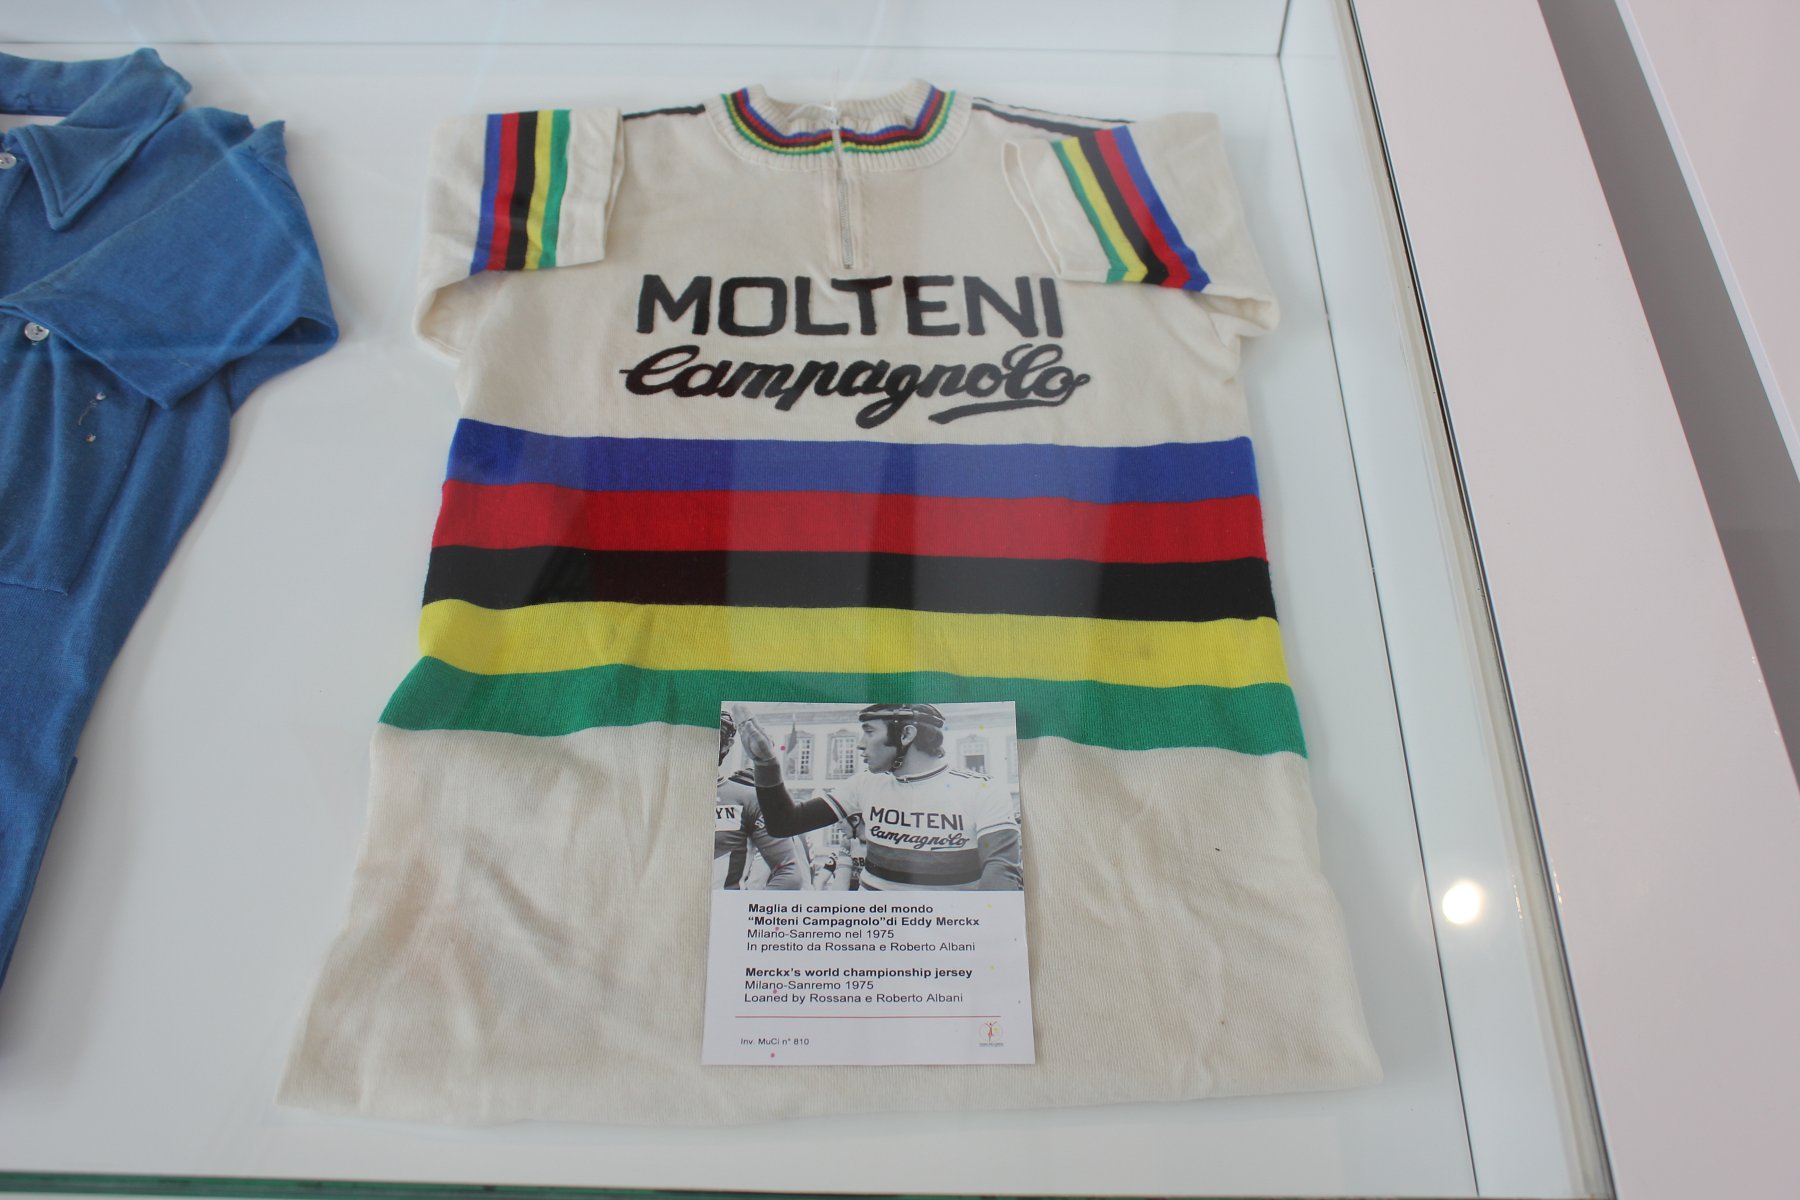 MOLTENI
Campagnolo
YN
MOLTENI
Campagnolo
Maglia di campione del mondo
“Molteni Campagnolo”di Eddy Merckx
Milano-Sanremo nel 1975
In prestito da Rossana e Roberto Albani
Merckx's world championship jersey
Milano-Sanremo 1975
Loaned by Rossana e Roberto Albani
Inv. MuCi n° 810